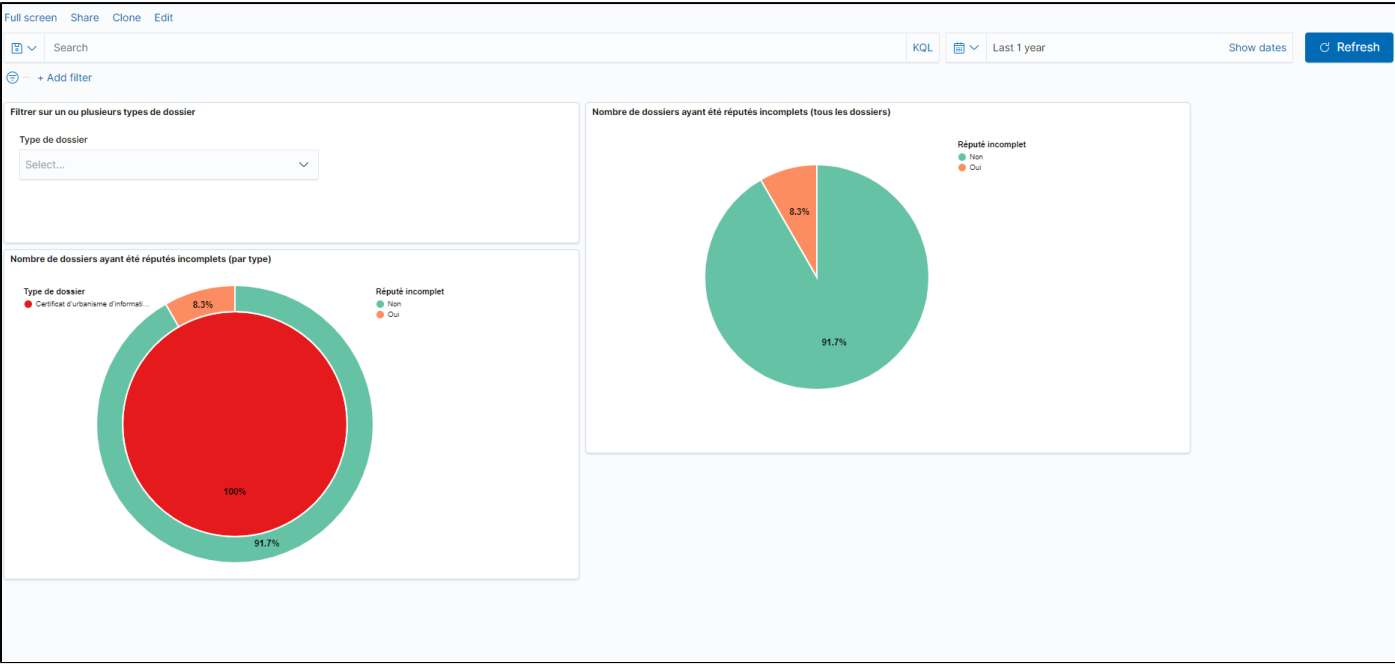 Full screen Share Clone Edit
Search KQL Last 1 year Show dates Refresh
+ Add filter
Filtrer sur un ou plusieurs types de dossier
Type de dossier
Select...
Nombre de dossiers ayant été réputés incomplets (par type)
Type de dossier
Certificat d'urbanisme d'informati...
Réputé incomplet
Non
Oui
8.3%
100%
91.7%
Nombre de dossiers ayant été réputés incomplets (tous les dossiers)
Réputé incomplet
Non
Oui
8.3%
91.7%